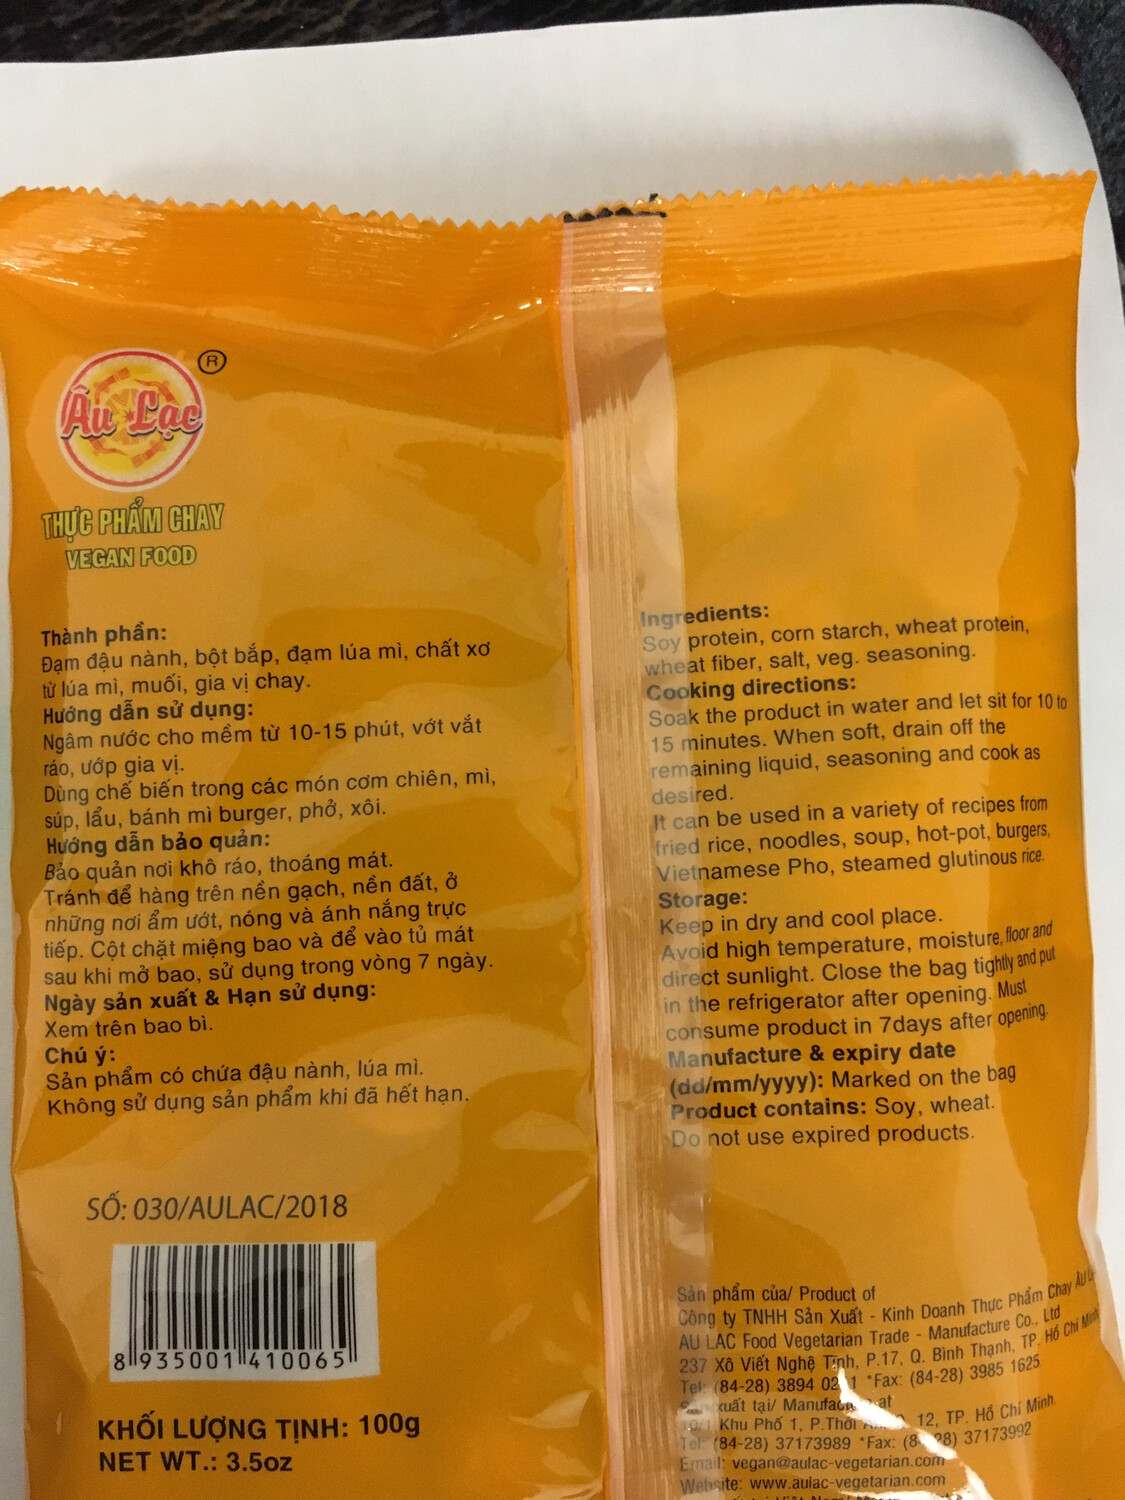 Âu Lạc
®
THỰC PHẨM CHAY
VEGAN FOOD
Thành phần:
Đạm đậu nành, bột bắp, đạm lúa mì, chất xơ
từ lúa mì, muối, gia vị chay.
Hướng dẫn sử dụng:
Ngâm nước cho mềm từ 10-15 phút, vớt vắt
ráo, ướp gia vị.
Dùng chế biến trong các món cơm chiên, mì,
súp, lẩu, bánh mì burger, phở, xôi.
Hướng dẫn bảo quản:
Bảo quản nơi khô ráo, thoáng mát.
Tránh để hàng trên nền gạch, nền đất, ở
những nơi ẩm ướt, nóng và ánh nắng trực
tiếp. Cột chặt miệng bao và để vào tủ mát
sau khi mở bao, sử dụng trong vòng 7 ngày.
Ngày sản xuất & Hạn sử dụng:
Xem trên bao bì.
Chú ý:
Sản phẩm có chứa đậu nành, lúa mì.
Không sử dụng sản phẩm khi đã hết hạn.
SỐ: 030/AULAC/2018
8 935001 410065
KHỐI LƯỢNG TỊNH: 100g
NET WT.: 3.5oz
Ingredients:
Soy protein, corn starch, wheat protein,
wheat fiber, salt, veg. seasoning.
Cooking directions:
Soak the product in water and let sit for 10 to
15 minutes. When soft, drain off the
remaining liquid, seasoning and cook as
desired.
It can be used in a variety of recipes from
fried rice, noodles, soup, hot-pot, burgers,
Vietnamese Pho, steamed glutinous rice.
Storage:
Keep in dry and cool place.
Avoid high temperature, moisture, floor and
direct sunlight. Close the bag tightly and put
in the refrigerator after opening. Must
consume product in 7days after opening.
Manufacture & expiry date
(dd/mm/yyyy): Marked on the bag
Product contains: Soy, wheat.
Do not use expired products.
Sản phẩm của/ Product of
Công ty TNHH Sản Xuất - Kinh Doanh Thực Phẩm Chay ÂU
AU LAC Food Vegetarian Trade - Manufacture Co., Ltd
237 Xô Viết Nghệ Tĩnh, P.17, Q. Bình Thạnh, TP. Hồ Chí Minh
Tel: (84-28) 3894 *Fax: (84-28) 3985 1625
xuất tại/ at
Khu Phố 1, P.Thới 12, TP. Hồ Chí Minh.
Tel: (84-28) 37173989 *Fax: 37173992
Email: vegan@aulac-vegetarian.com
Website: www.aulac-vegetarian.com